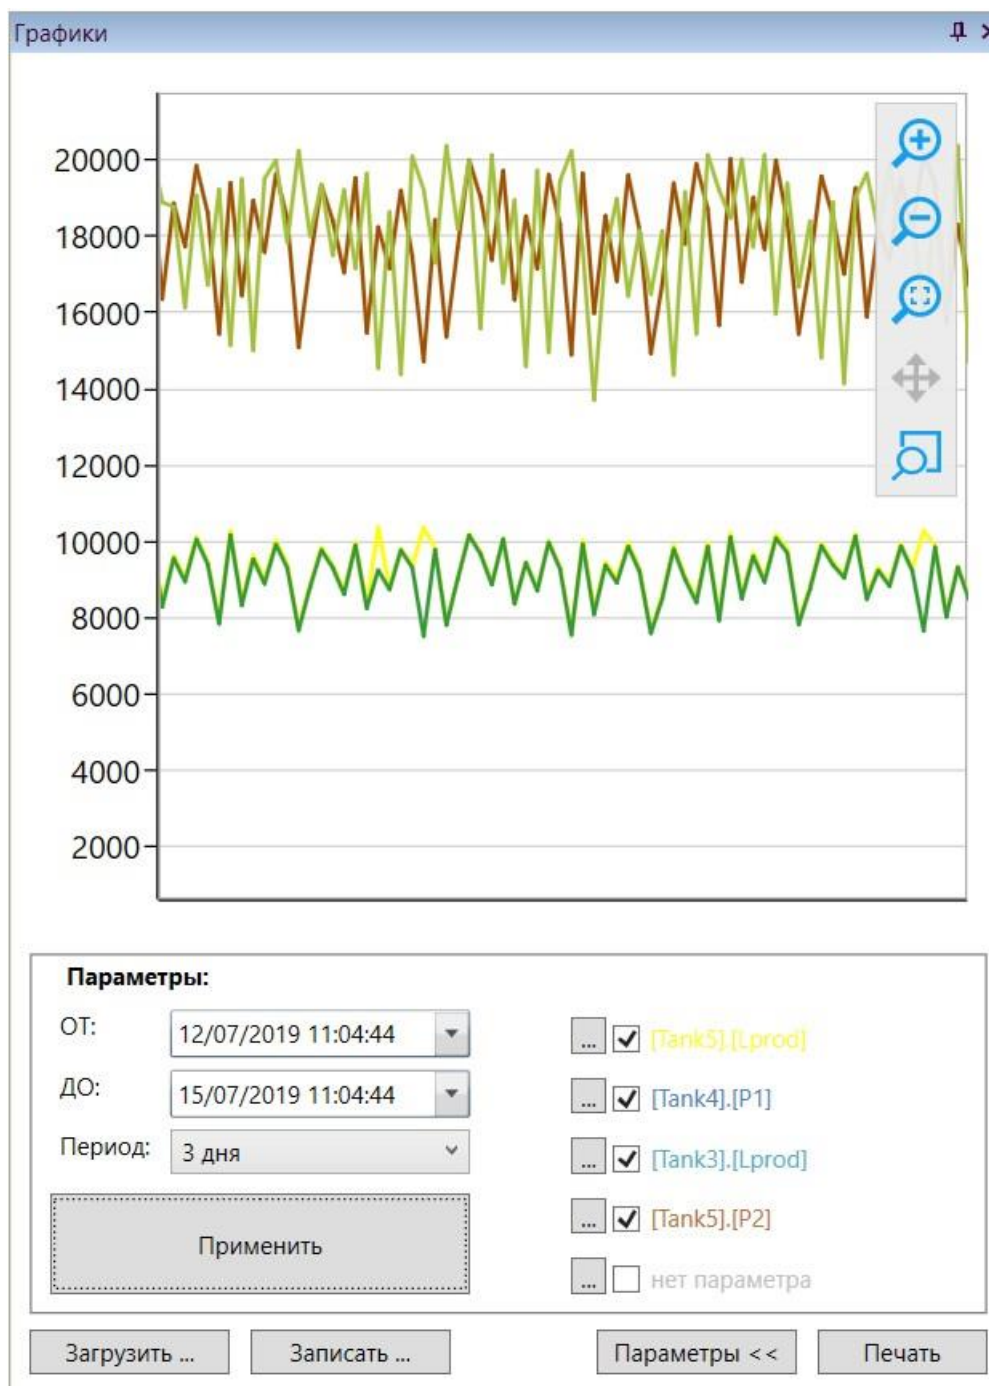 Графики
20000
18000
16000
14000
12000
10000
8000
6000
4000
2000
Параметры:
ОТ: 12/07/2019 11:04:44
ДО: 15/07/2019 11:04:44
Период: 3 дня
Применить
... [Tank5].[Lprod]
... [Tank4].[P1]
... [Tank3].[Lprod]
... [Tank5].[P2]
... нет параметра
Загрузить ... Записать ... Параметры << Печать